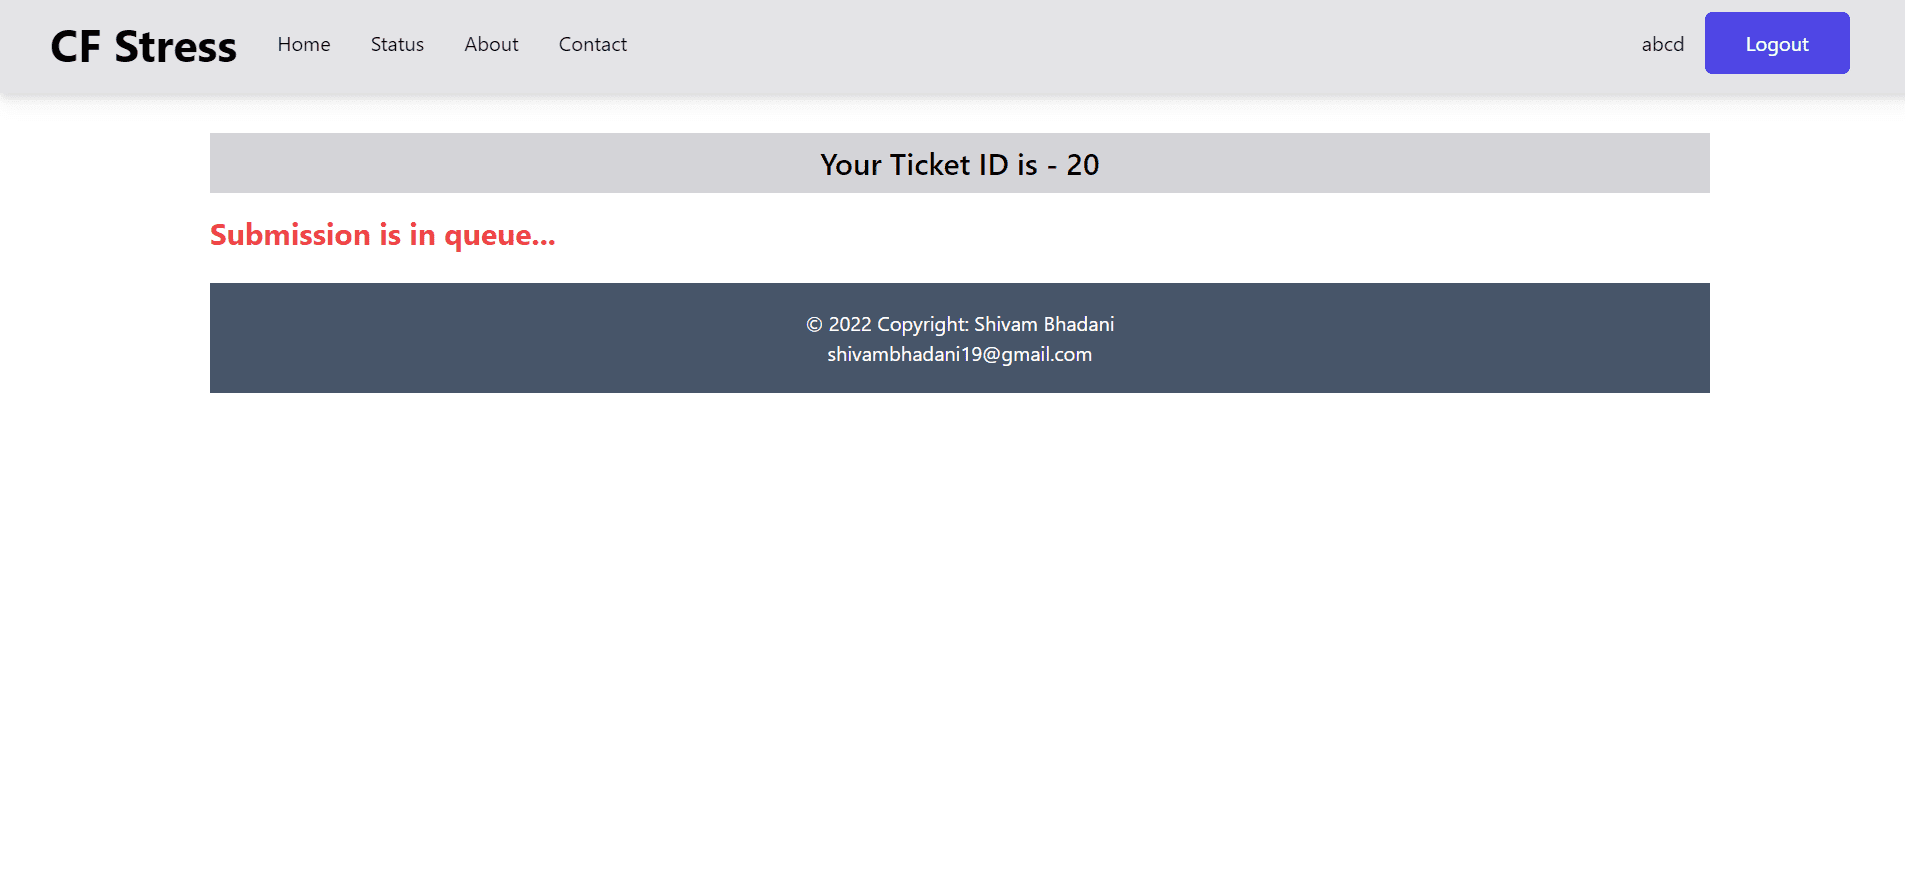 CF Stress Home Status About Contact abcd Logout
Your Ticket ID is - 20
Submission is in queue...
© 2022 Copyright: Shivam Bhadani
shivambhadani19@gmail.com